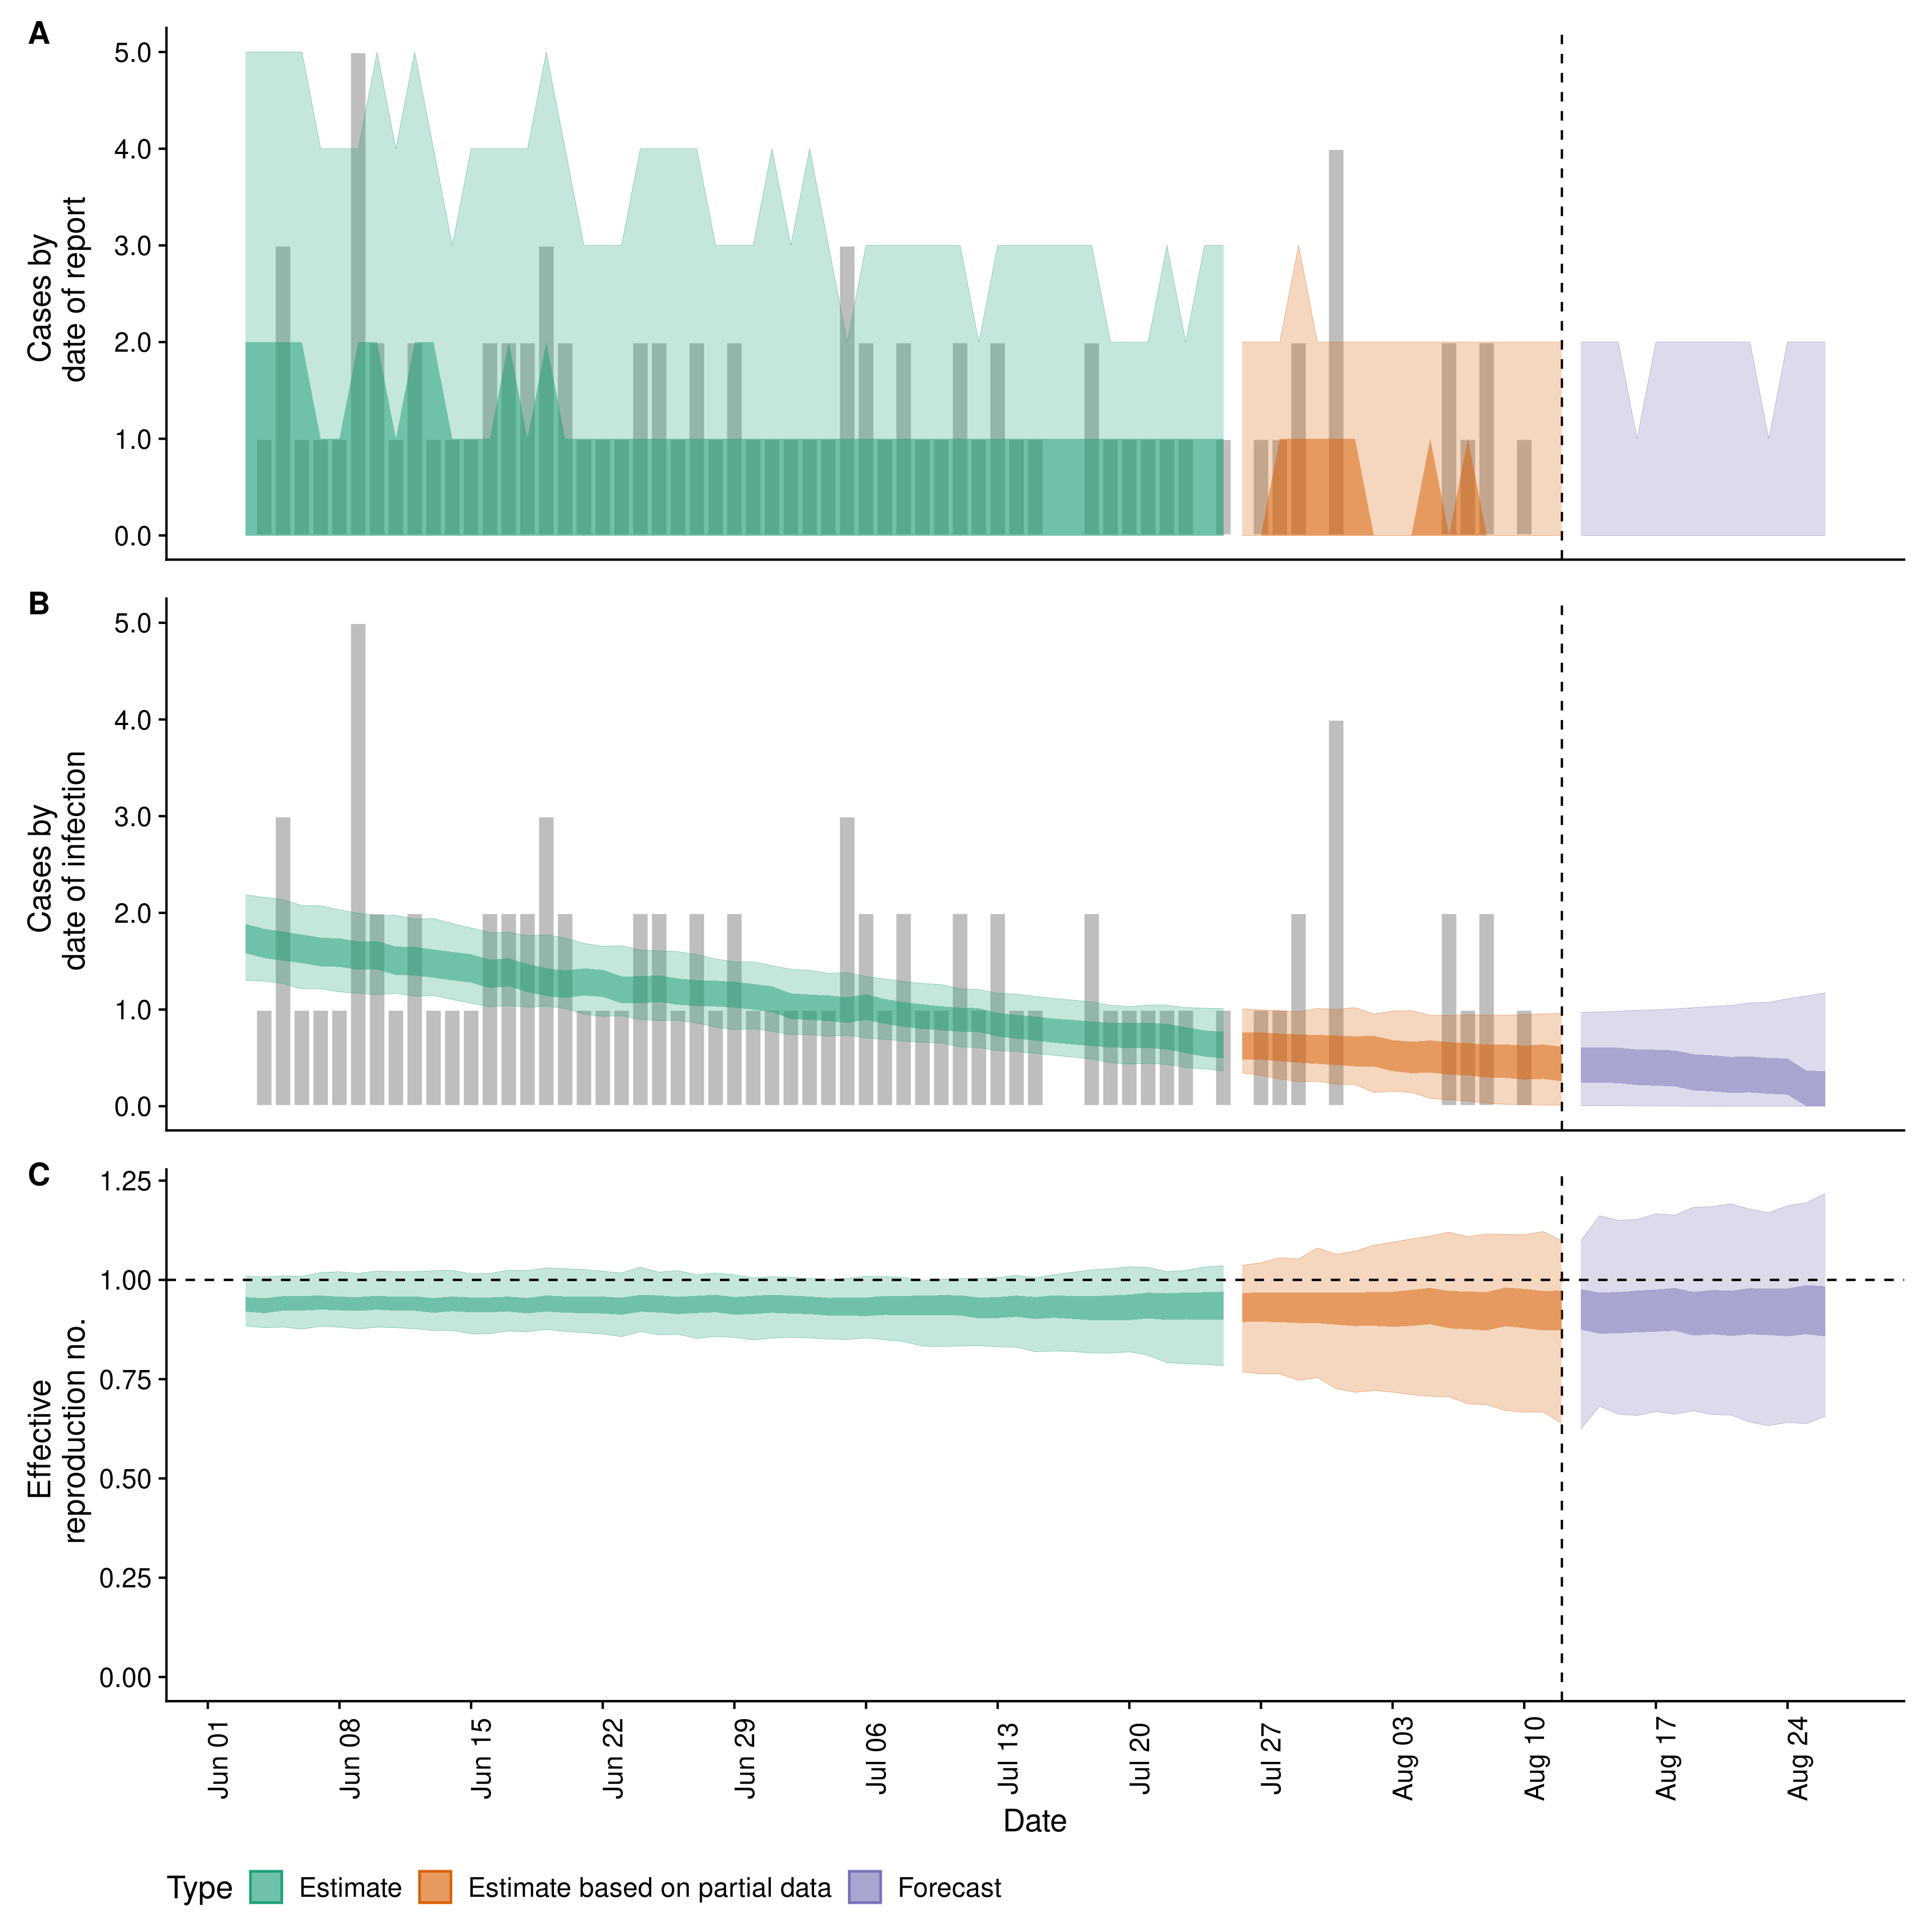 A
5.0
4.0
3.0
2.0
1.0
0.0
Cases by
date of report
B
5.0
4.0
3.0
2.0
1.0
0.0
Cases by
date of infection
C
1.25
1.00
0.75
0.50
0.25
0.00
Effective
reproduction no.
Jun 01
Jun 08
Jun 15
Jun 22
Jun 29
Jul 06
Jul 13
Jul 20
Jul 27
Aug 03
Aug 10
Aug 17
Aug 24
Date
Type Estimate Estimate based on partial data Forecast